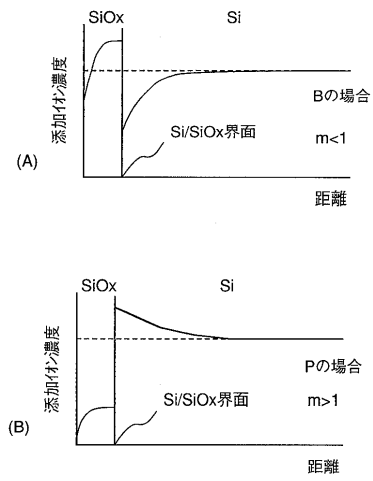 SiOx Si
添加イオン濃度
Bの場合
Si/SiOx界面
m<1
(A)
距離
SiOx Si
添加イオン濃度
Pの場合
Si/SiOx界面
m>1
(B)
距離